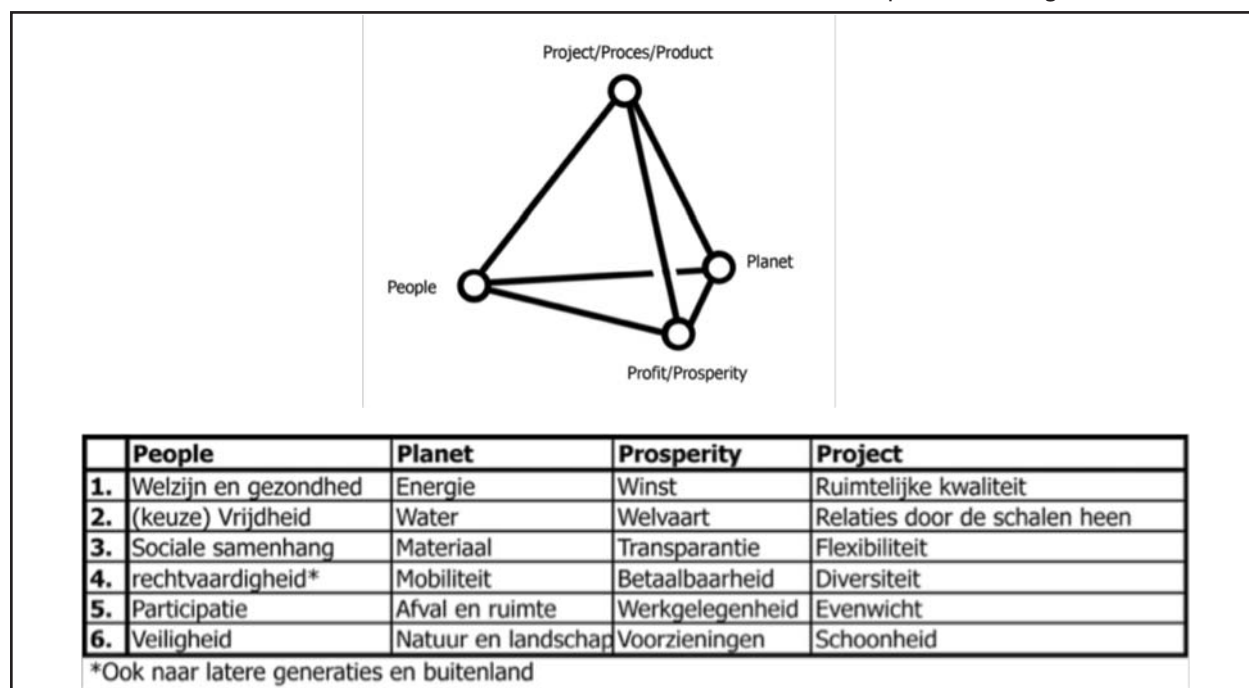 Project/Proces/Product
Planet
People
Profit/Prosperity
People Planet Prosperity Project
1. Welzijn en gezondhed Energie Winst Ruimtelijke kwaliteit
2. (keuze) Vrijdheid Water Welvaart Relaties door de schalen heen
3. Sociale samenhang Materiaal Transparantie Flexibiliteit
4. rechtvaardigheid* Mobiliteit Betaalbaarheid Diversiteit
5. Participatie Afval en ruimte Werkgelegenheid Evenwicht
6. Veiligheid Natuur en landschap Voorzieningen Schoonheid
*Ook naar latere generaties en buitenland